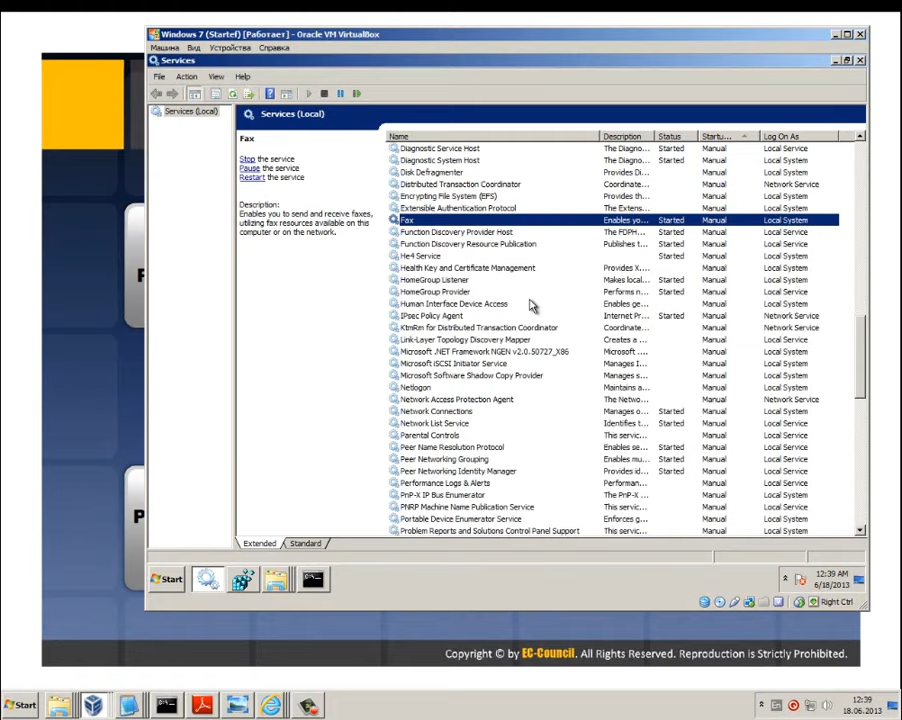 Windows 7 (Startef) [Работает] - Oracle VM VirtualBox
Машина Вид Устройства Справка
Services
File Action View Help
Services (Local)
Services (Local)
Fax
Stop the service
Pause the service
Restart the service
Description:
Enables you to send and receive faxes,
utilizing fax resources available on this
computer or on the network.
Name Description Status Startu... Log On As
Diagnostic Service Host The Diagno... Started Manual Local Service
Diagnostic System Host The Diagno... Started Manual Local System
Disk Defragmenter Provides Di... Manual Local System
Distributed Transaction Coordinator Coordinate... Manual Network Service
Encrypting File System (EFS) Provides th... Manual Local System
Extensible Authentication Protocol The Extens... Manual Local System
Fax Enables yo... Started Manual Local System
Function Discovery Provider Host The FDPH... Started Manual Local Service
Function Discovery Resource Publication Publishes t... Started Manual Local Service
He4 Service Started Manual Local System
Health Key and Certificate Management Provides X.... Manual Local System
HomeGroup Listener Makes local... Started Manual Local System
HomeGroup Provider Performs n... Started Manual Local Service
Human Interface Device Access Enables ge... Manual Local System
IPsec Policy Agent Internet Pr... Started Manual Network Service
KtmRm for Distributed Transaction Coordinator Coordinate... Manual Network Service
Link-Layer Topology Discovery Mapper Creates a ... Manual Local Service
Microsoft .NET Framework NGEN v2.0.50727_X86 Microsoft .... Manual Local System
Microsoft iSCSI Initiator Service Manages I... Manual Local System
Microsoft Software Shadow Copy Provider Manages s... Manual Local System
Netlogon Maintains a... Manual Local System
Network Access Protection Agent The Netwo... Manual Network Service
Network Connections Manages o... Started Manual Local System
Network List Service Identifies t... Started Manual Local Service
Parental Controls This servic... Manual Local Service
Peer Name Resolution Protocol Enables se... Started Manual Local Service
Peer Networking Grouping Enables mu... Started Manual Local Service
Peer Networking Identity Manager Provides id... Started Manual Local Service
Performance Logs & Alerts Performan... Manual Local Service
PnP-X IP Bus Enumerator The PnP-X ... Manual Local System
PNRP Machine Name Publication Service This servic... Manual Local Service
Portable Device Enumerator Service Enforces g... Manual Local System
Problem Reports and Solutions Control Panel Support This servic... Manual Local System
Extended Standard
Start
12:39 AM
6/18/2013
Right Ctrl
Copyright © by EC-Council. All Rights Reserved. Reproduction is Strictly Prohibited.
Start
12:39
18.06.2013